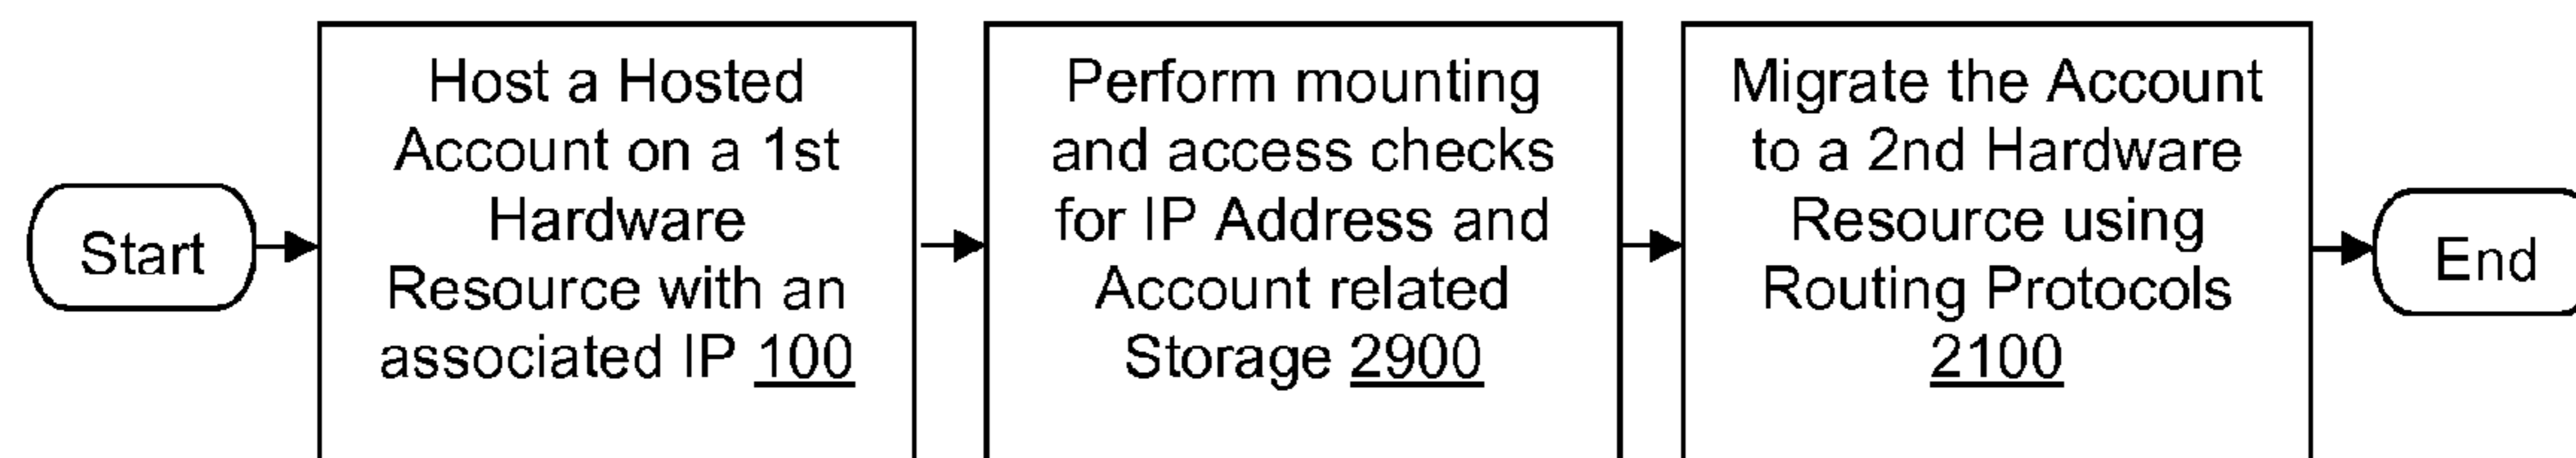 Start
Host a Hosted
Account on a 1st
Hardware
Resource with an
associated IP 100
Perform mounting
and access checks
for IP Address and
Account related
Storage 2900
Migrate the Account
to a 2nd Hardware
Resource using
Routing Protocols
2100
End